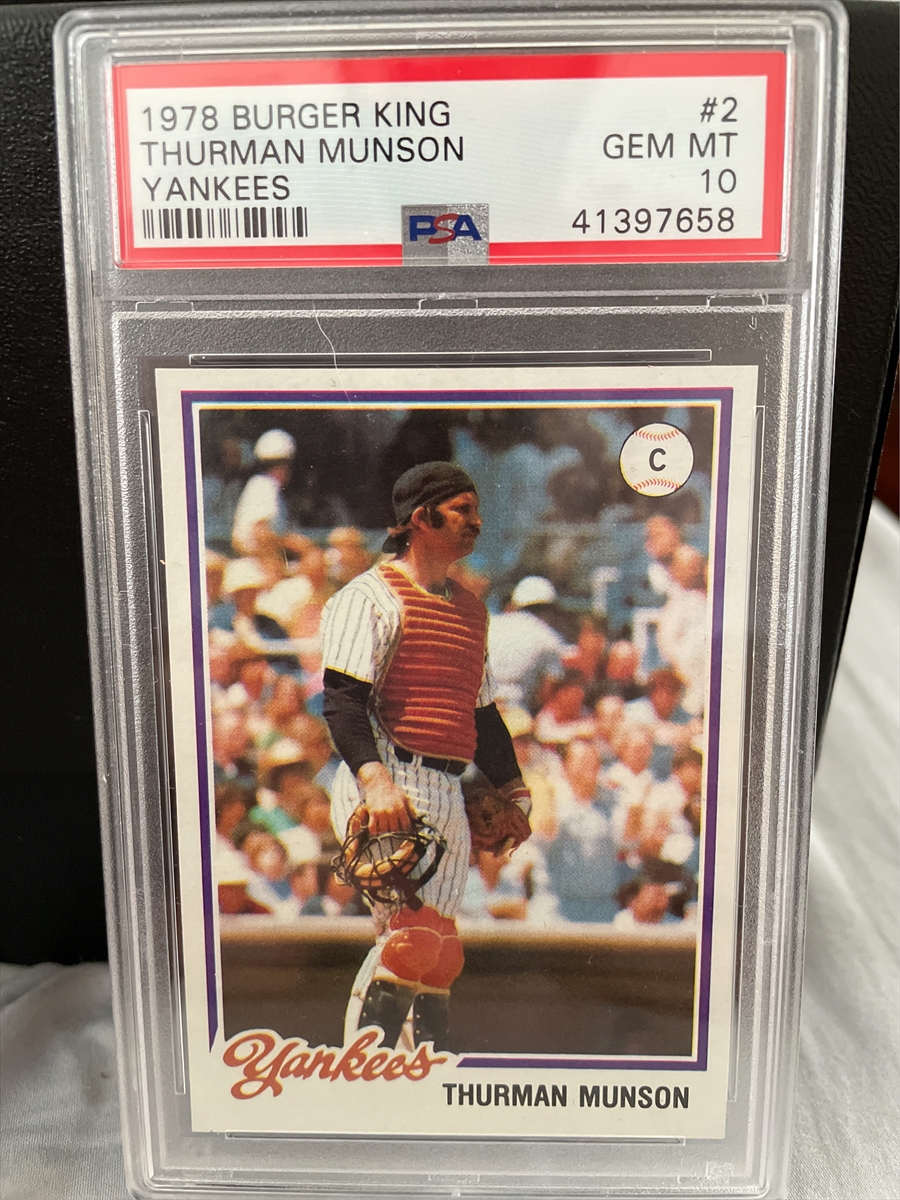 1978 BURGER KING #2
THURMAN MUNSON GEM MT
YANKEES 10
PSA 41397658
C
Yankees
THURMAN MUNSON